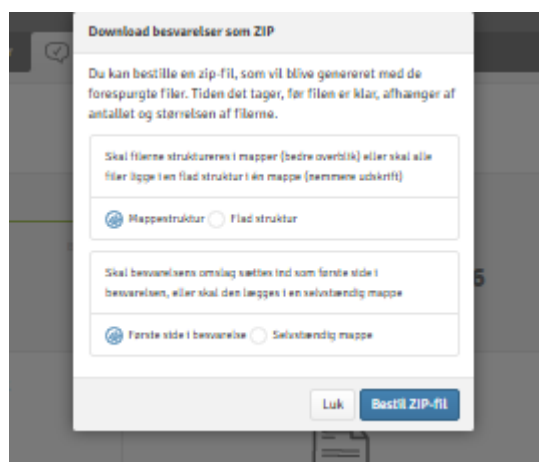 Download besvarelser som ZIP
Du kan bestille en zip-fil, som vil blive genereret med de
forespurgte filer. Tiden det tager, før filen er klar, afhænger af
antallet og størrelsen af filerne.
Skal filerne struktureres i mapper (bedre overblik) eller skal alle
filer ligge i en flad struktur i én mappe (nemmere udskrift)
Mappestruktur Flad struktur
Skal besvarelsens omslag sættes ind som første side i
besvarelsen, eller skal den lægges i en selvstændig mappe
6
Første side i besvarelse Selvstændig mappe
Luk Bestil ZIP-fil